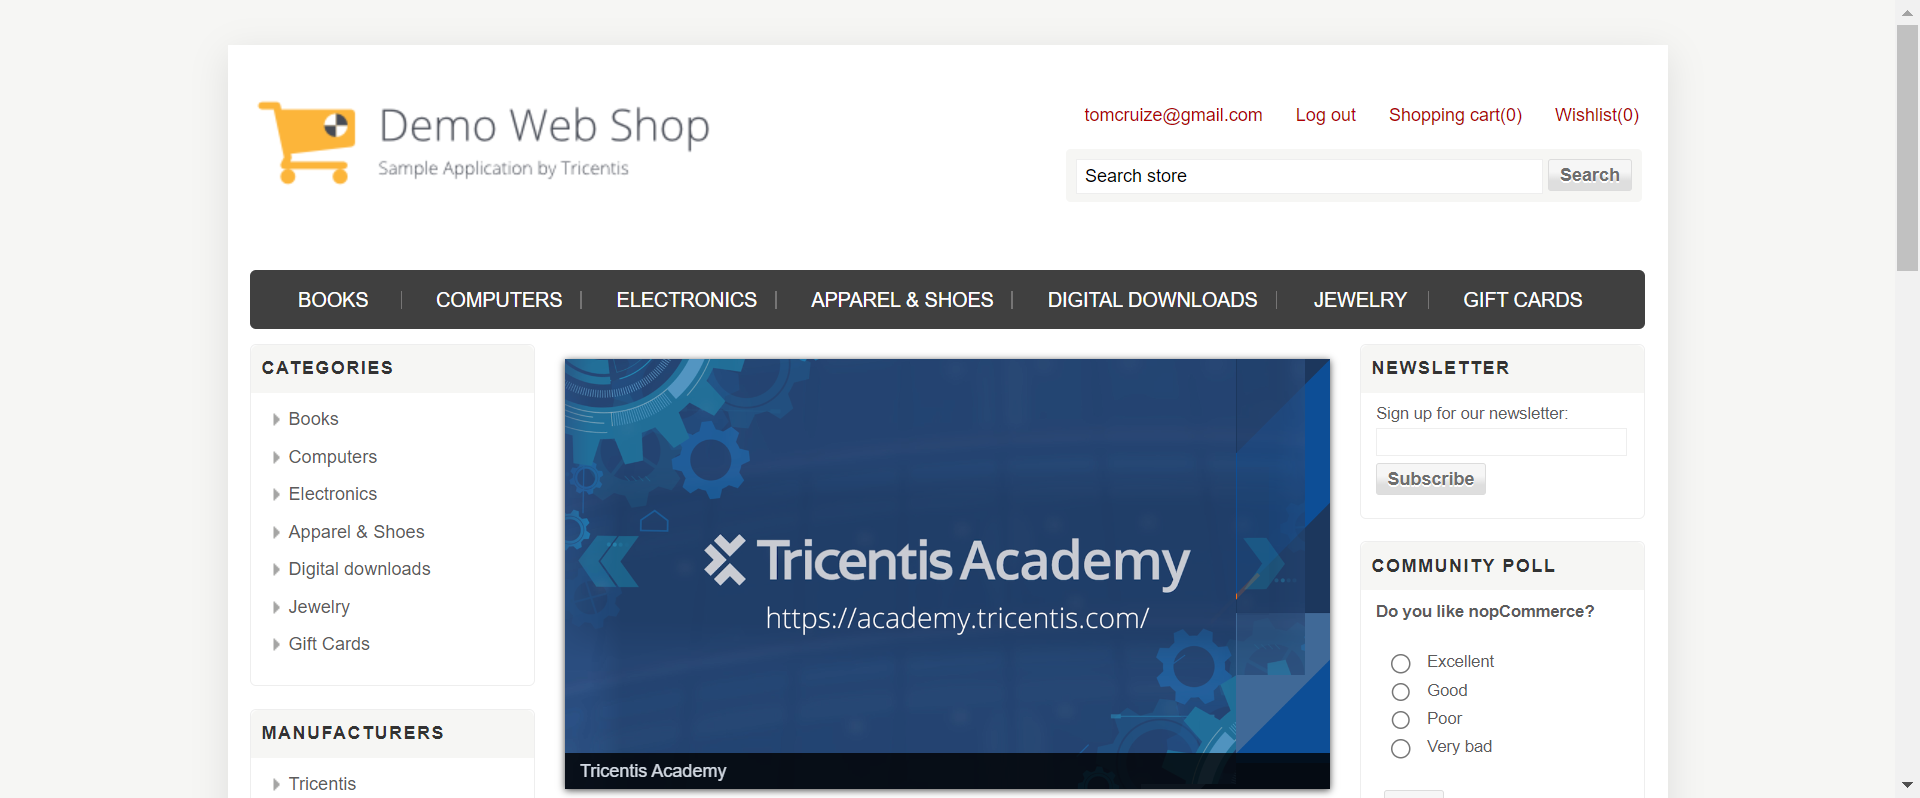 Demo Web Shop
Sample Application by Tricentis
tomcruize@gmail.com Log out Shopping cart(0) Wishlist(0)
Search store Search
BOOKS COMPUTERS ELECTRONICS APPAREL & SHOES DIGITAL DOWNLOADS JEWELRY GIFT CARDS
CATEGORIES
Books
Computers
Electronics
Apparel & Shoes
Digital downloads
Jewelry
Gift Cards
MANUFACTURERS
Tricentis
Tricentis Academy
https://academy.tricentis.com/
Tricentis Academy
NEWSLETTER
Sign up for our newsletter:
Subscribe
COMMUNITY POLL
Do you like nopCommerce?
Excellent
Good
Poor
Very bad